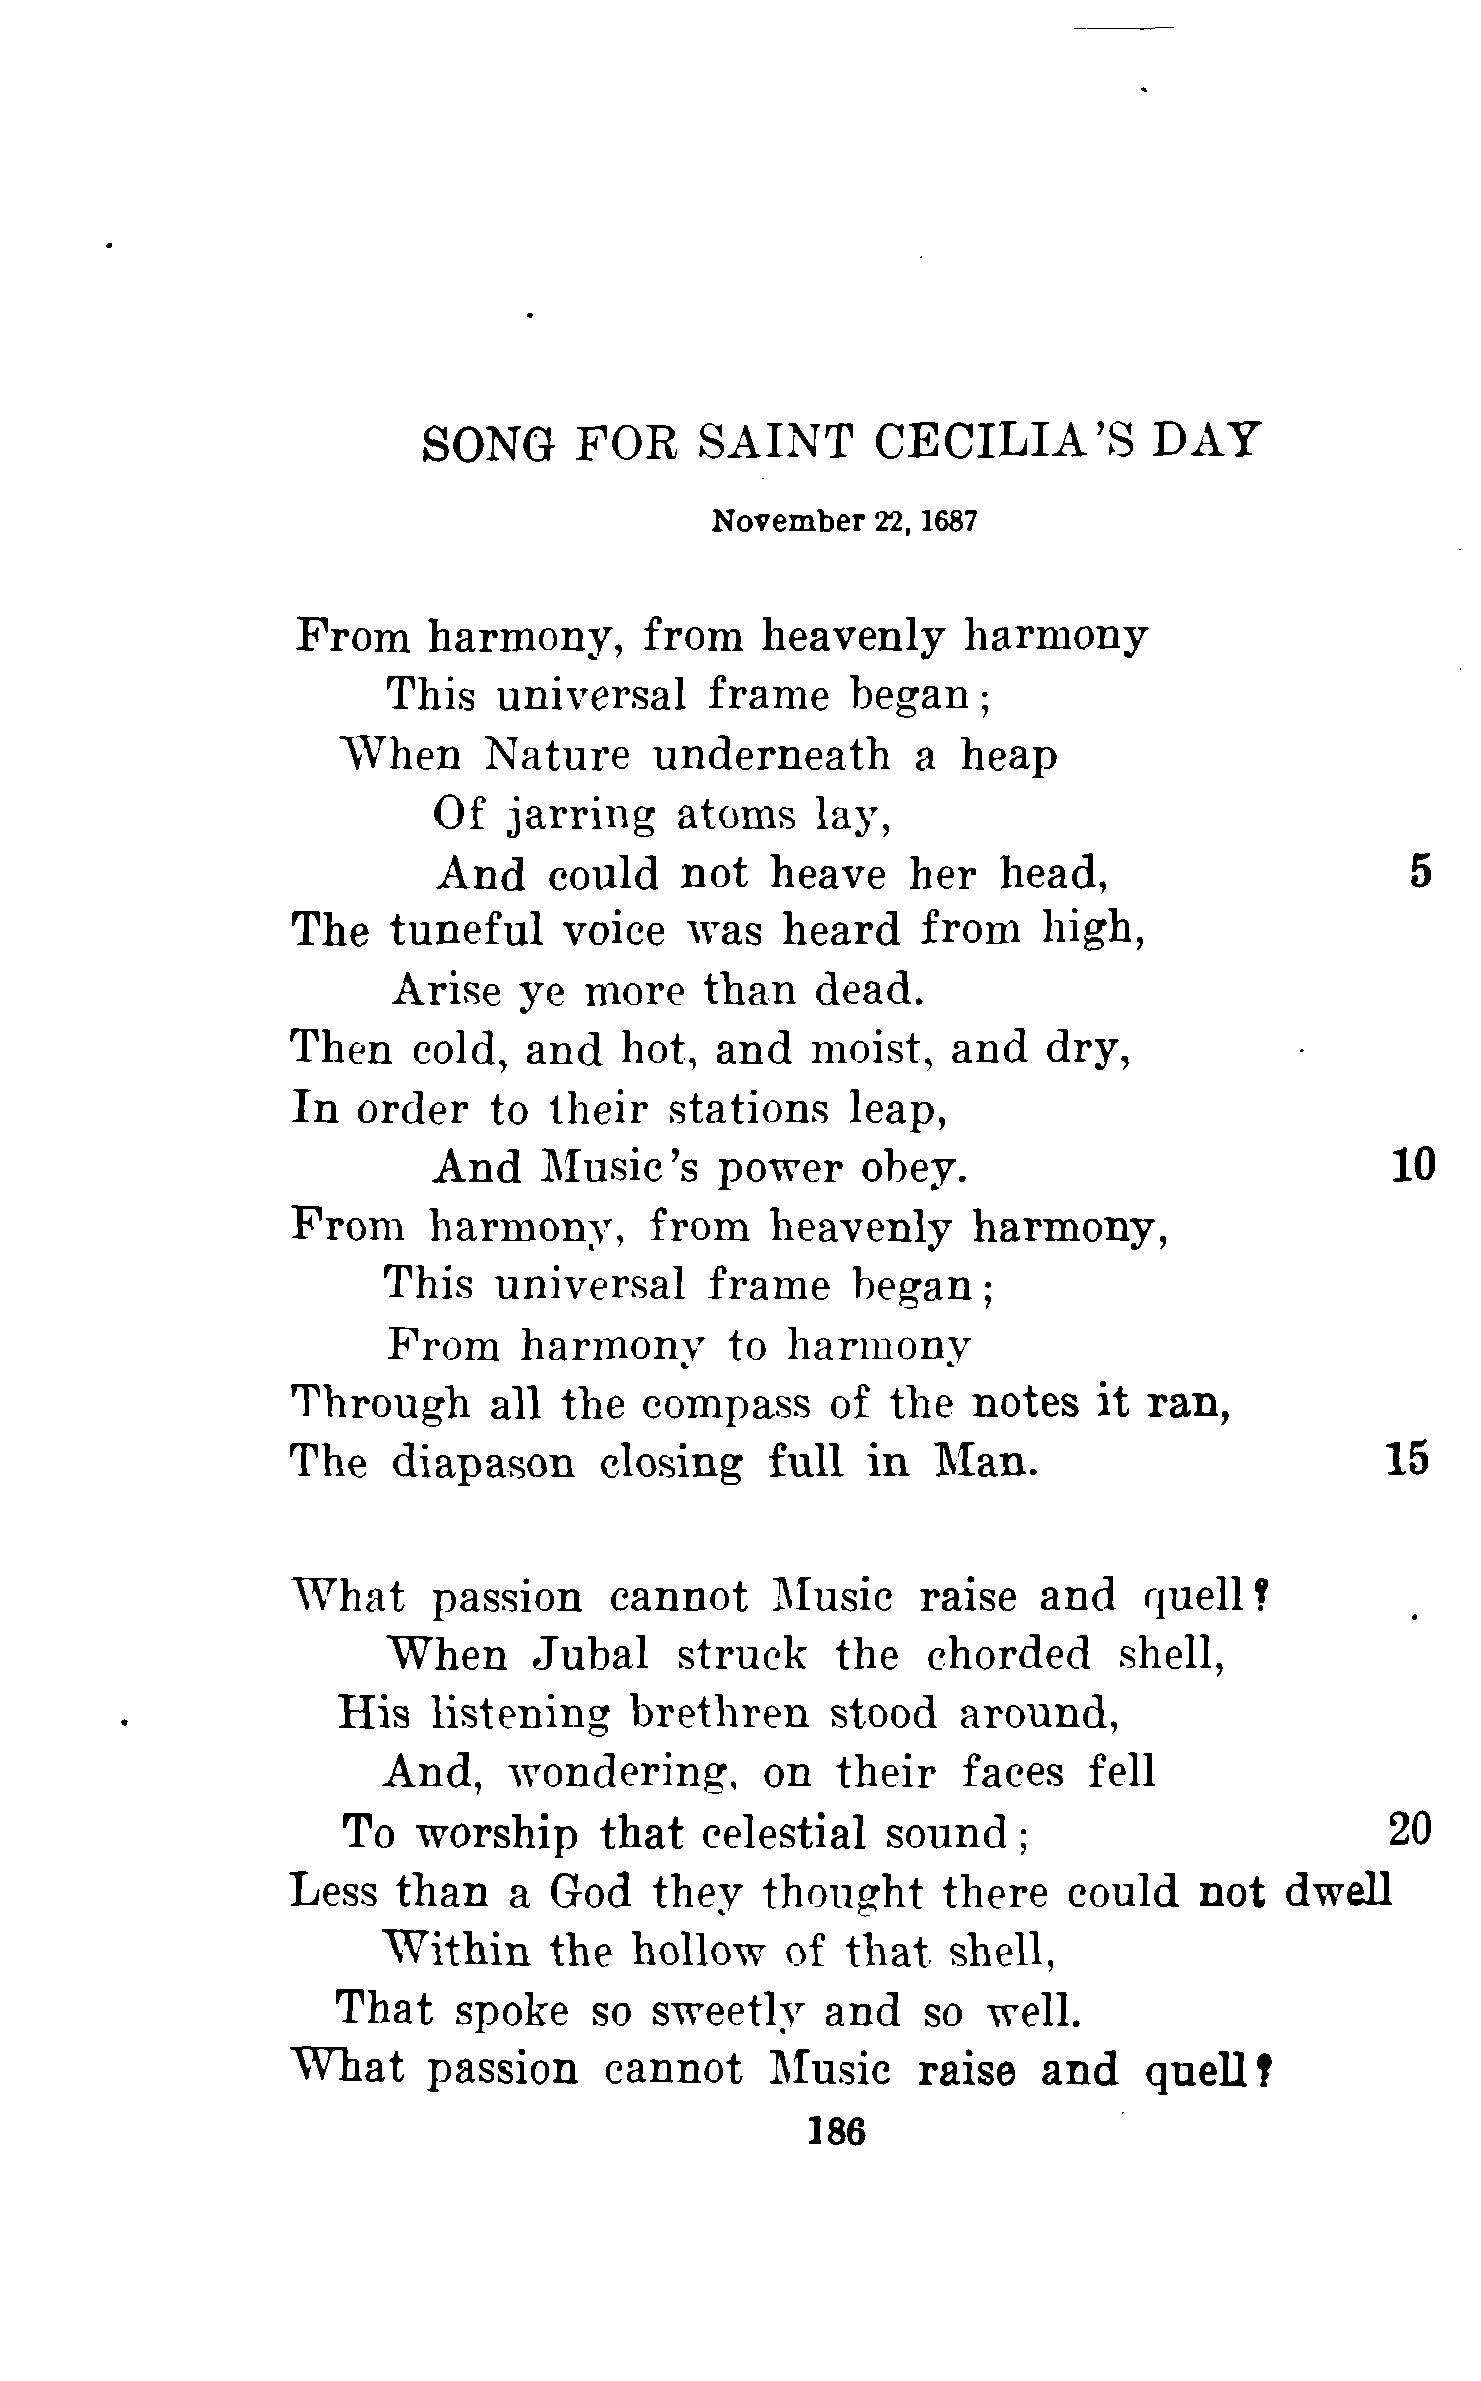 SONG FOR SAINT CECILIA'S DAY
November 22, 1687
From harmony, from heavenly harmony
This universal frame began;
When Nature underneath a heap
Of jarring atoms lay,
And could not heave her head, 5
The tuneful voice was heard from high,
Arise ye more than dead.
Then cold, and hot, and moist, and dry,
In order to their stations leap,
And Music's power obey. 10
From harmony, from heavenly harmony,
This universal frame began;
From harmony to harmony
Through all the compass of the notes it ran,
The diapason closing full in Man. 15
What passion cannot Music raise and quell?
When Jubal struck the chorded shell,
His listening brethren stood around,
And, wondering, on their faces fell
To worship that celestial sound; 20
Less than a God they thought there could not dwell
Within the hollow of that shell,
That spoke so sweetly and so well.
What passion cannot Music raise and quell?
186